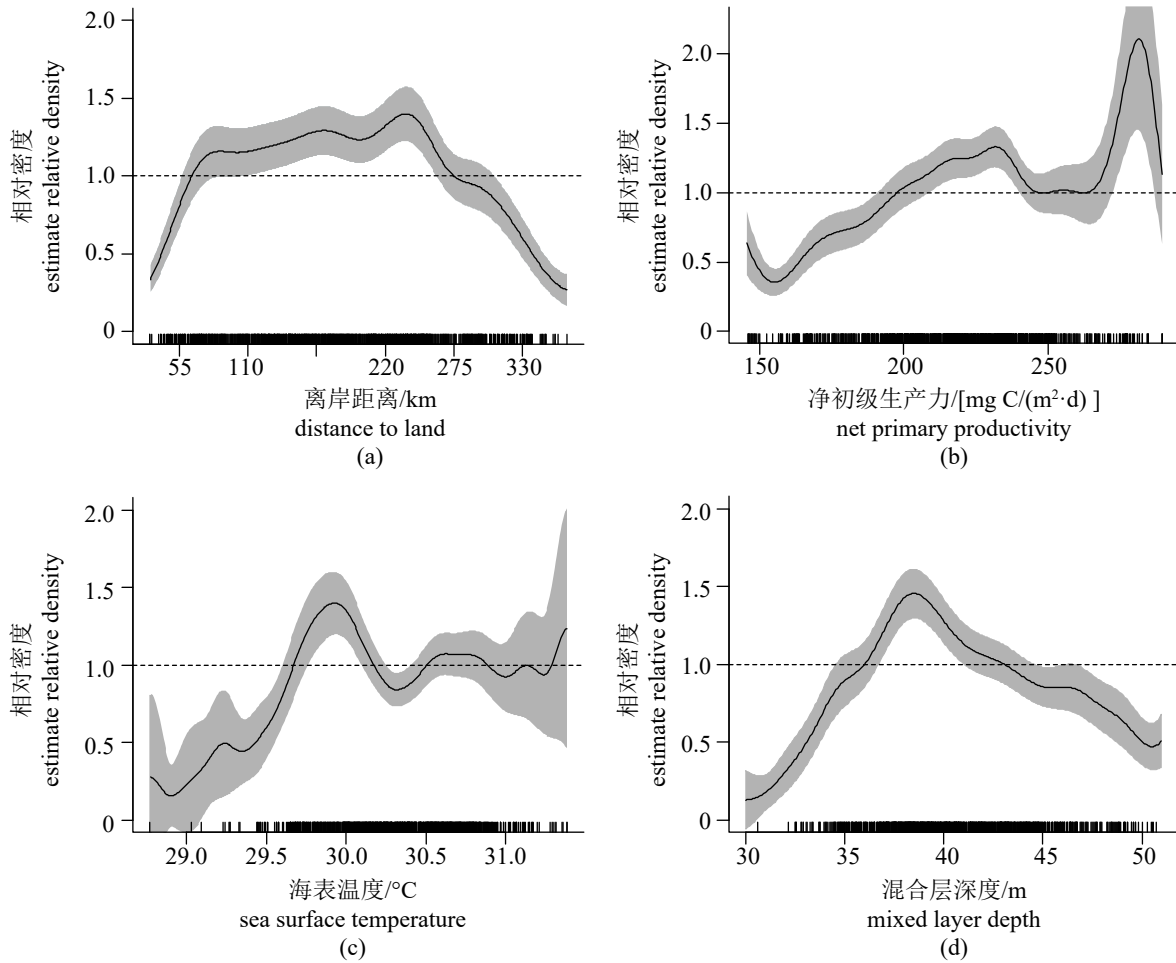 2.0
1.5
1.0
0.5
0
相对密度
estimate relative density
55
110
220
275
330
离岸距离/km
distance to land
(a)
2.0
1.5
1.0
0.5
0
相对密度
estimate relative density
150
200
250
净初级生产力/[mg C/(m²·d) ]
net primary productivity
(b)
2.0
1.5
1.0
0.5
0
相对密度
estimate relative density
29.0
29.5
30.0
30.5
31.0
海表温度/°C
sea surface temperature
(c)
2.0
1.5
1.0
0.5
0
相对密度
estimate relative density
30
35
40
45
50
混合层深度/m
mixed layer depth
(d)